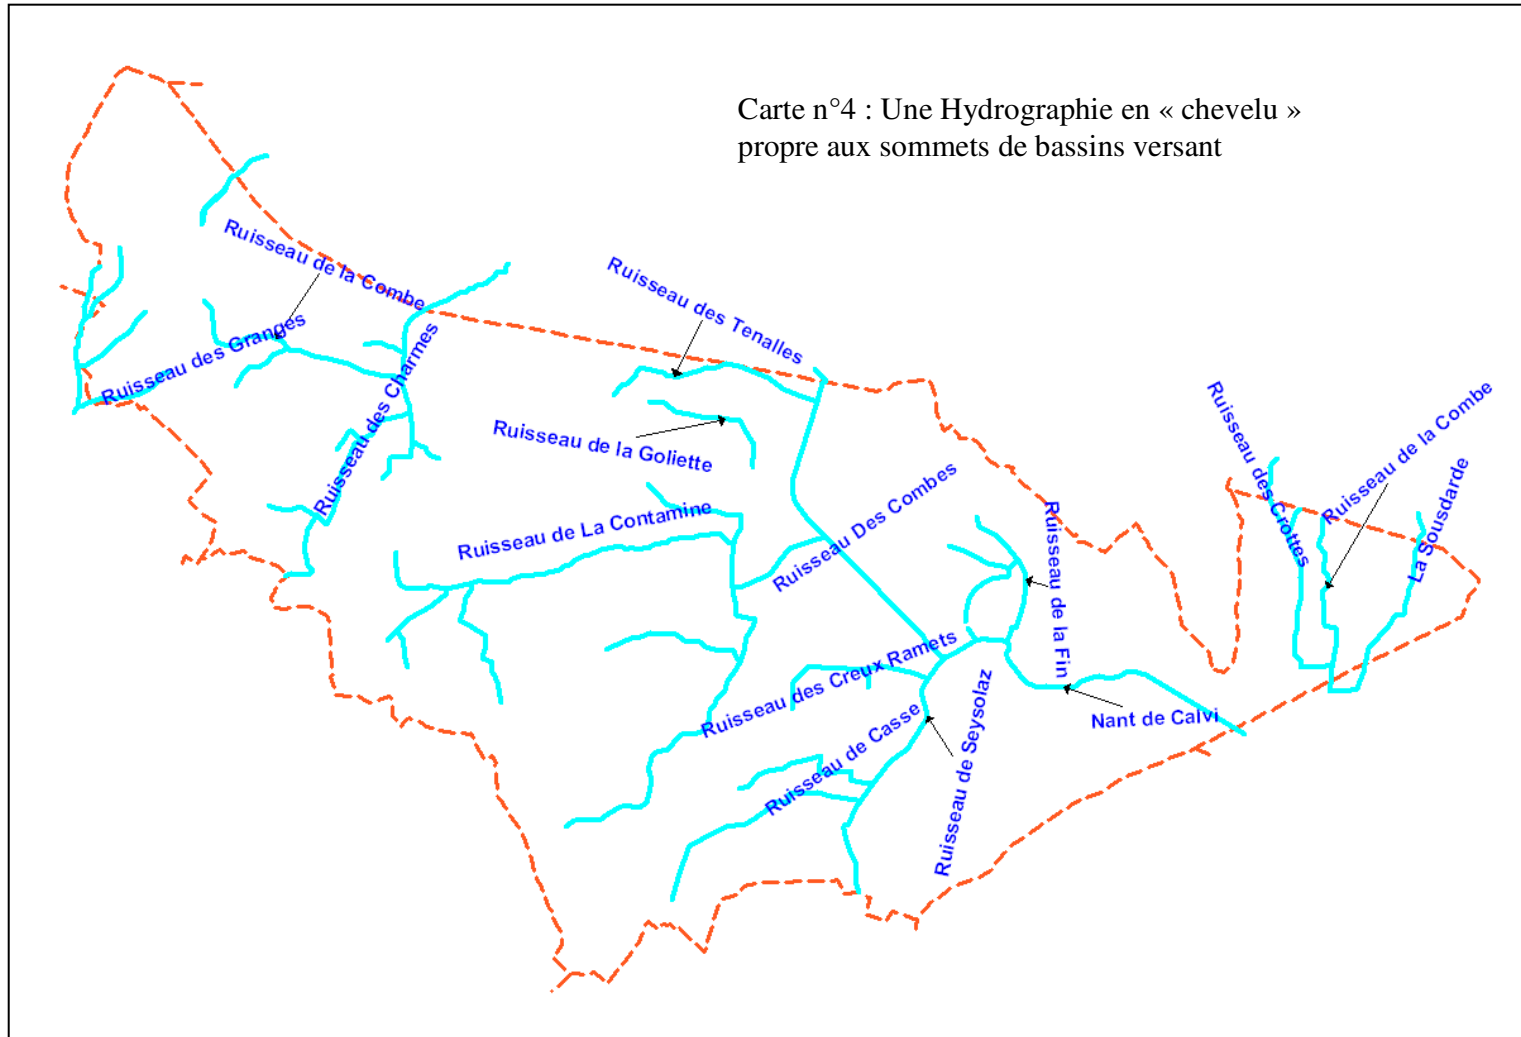 Carte n°4 : Une Hydrographie en « chevelu »
propre aux sommets de bassins versant
Ruisseau de la Combe
Ruisseau des Granges
Ruisseau des Charmes
Ruisseau des Tenalles
Ruisseau de la Goliette
Ruisseau de La Contamine
Ruisseau Des Combes
Ruisseau des Creux Ramets
Ruisseau de Casse
Ruisseau de Seysolaz
Ruisseau de la Fin
Nant de Calvi
Ruisseau des Crottes
Ruisseau de la Combe
La Sousdarde